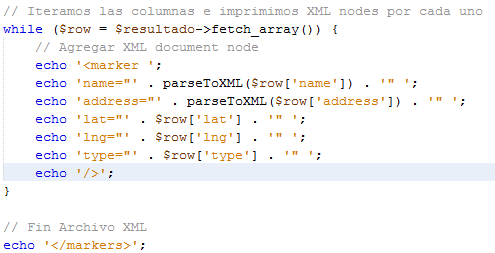 // Iteramos las columnas e imprimimos XML nodes por cada uno
while ($row = $resultado->fetch_array()) {
    // Agregar XML document node
    echo '<marker ';
    echo 'name="' . parseToXML($row['name']) . '" ';
    echo 'address="' . parseToXML($row['address']) . '" ';
    echo 'lat="' . $row['lat'] . '" ';
    echo 'lng="' . $row['lng'] . '" ';
    echo 'type="' . $row['type'] . '" ';
    echo '/>';
}

// Fin Archivo XML
echo '</markers>';